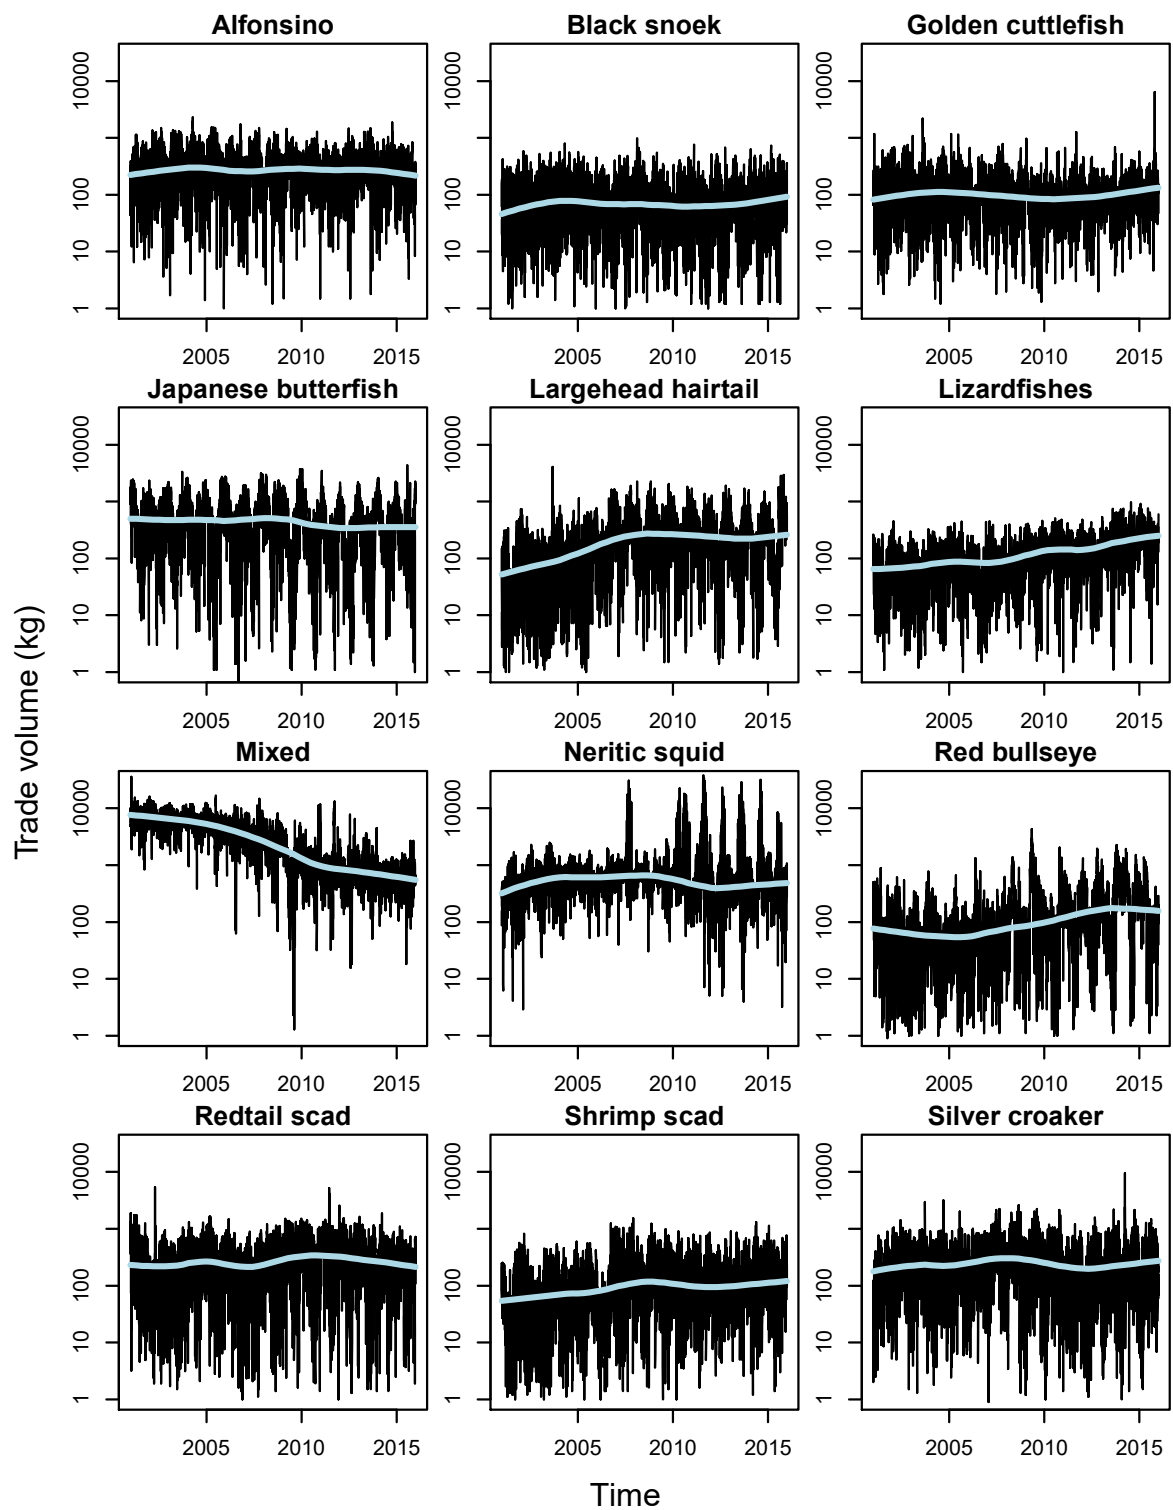 Alfonsino
Black snoek
Golden cuttlefish
10000
100
10
1
10000
100
10
1
10000
100
10
1
2005 2010 2015
2005 2010 2015
2005 2010 2015
Japanese butterfish
Largehead hairtail
Lizardfishes
10000
100
10
1
10000
100
10
1
10000
100
10
1
2005 2010 2015
2005 2010 2015
2005 2010 2015
Trade volume (kg)
Mixed
Neritic squid
Red bullseye
10000
100
10
1
10000
100
10
1
10000
100
10
1
2005 2010 2015
2005 2010 2015
2005 2010 2015
Redtail scad
Shrimp scad
Silver croaker
10000
100
10
1
10000
100
10
1
10000
100
10
1
2005 2010 2015
2005 2010 2015
2005 2010 2015
Time